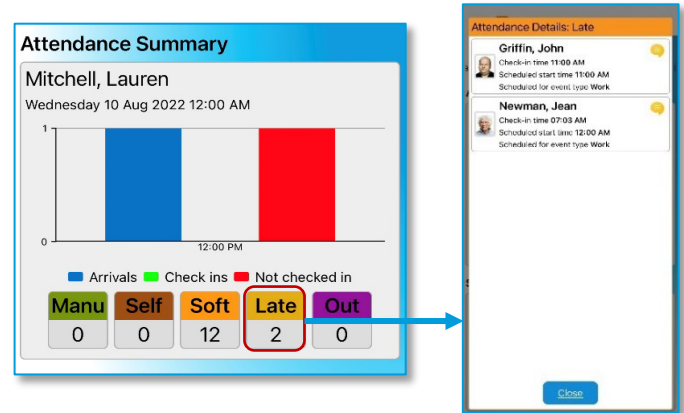 Attendance Summary
Mitchell, Lauren
Wednesday 10 Aug 2022 12:00 AM
1
0
12:00 PM
Arrivals Check ins Not checked in
Manu Self Soft Late Out
0 0 12 2 0
Attendance Details: Late
Griffin, John
Check-in time 11:00 AM
Scheduled start time 11:00 AM
Scheduled for event type Work
Newman, Jean
Check-in time 07:03 AM
Scheduled start time 12:00 AM
Scheduled for event type Work
Close